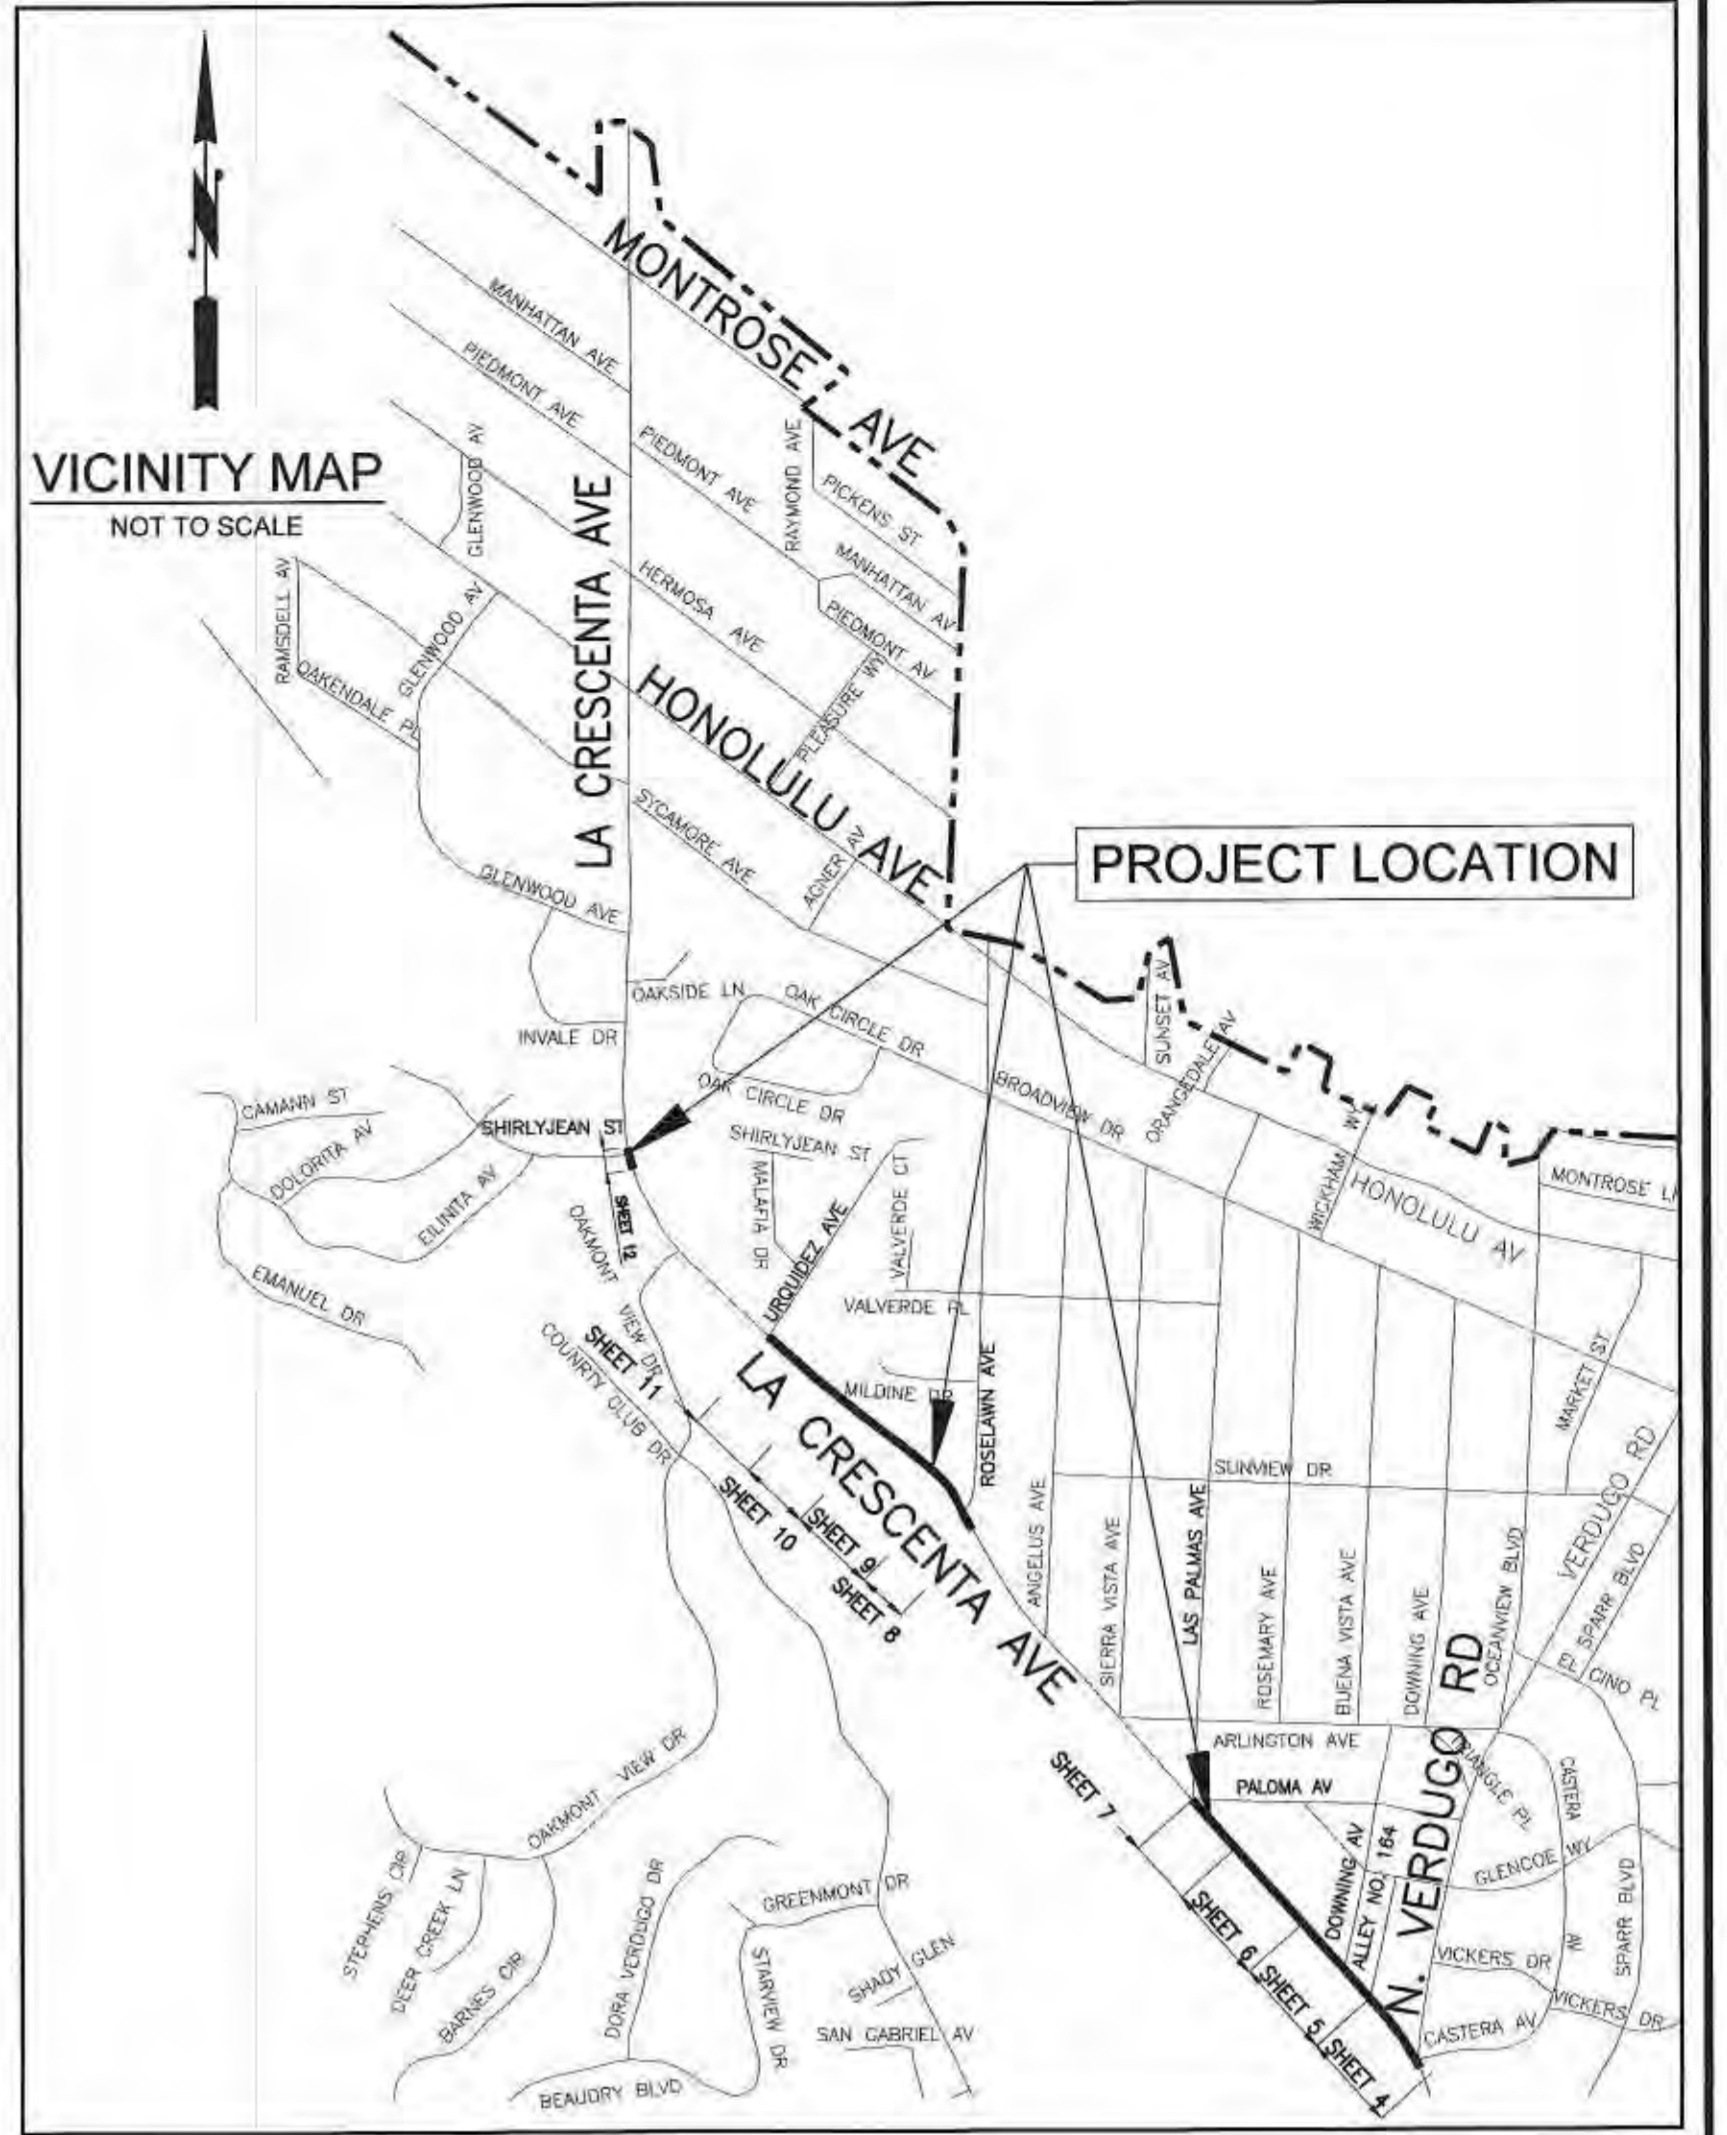 N
VICINITY MAP
NOT TO SCALE
MONTROSE AVE
MANHATTAN AVE
PIEDMONT AVE
GLENWOOD AV
LA CRESCENTA AVE
PIEDMONT AVE
RAYMOND AVE
PICKENS ST
MANHATTAN AV
PIEDMONT AV
HERMOSA AVE
PLEASURE WY
RAMSDELL AV
OAKENDALE PL
GLENWOOD AV
HONOLULU AVE
SYCAMORE AVE
AGNER AV
PROJECT LOCATION
GLENWOOD AVE
OAKSIDE LN
INVALE DR
OAK CIRCLE DR
OAK CIRCLE DR
BROADVIEW DR
SUNSET AV
ORANGEDALE AV
WICKHAM WY
HONOLULU AV
MONTROSE LN
CAMANN ST
DOLORITA AV
SHIRLYJEAN ST
EILINITA AV
EMANUEL DR
SHEET 12
SHIRLYJEAN ST
MALAFIA DR
URQUIDEZ AVE
VALVERDE CT
VALVERDE PL
OAKMONT VIEW DR
SHEET 11
COUNRTY CLUB DR
MILDINE DR
ROSELAWN AVE
LA CRESCENTA AVE
SHEET 10
SHEET 9
SHEET 8
ANGELUS AVE
SIERRA VISTA AVE
LAS PALMAS AVE
SUNVIEW DR
ROSEMARY AVE
BUENA VISTA AVE
DOWNING AVE
OCEANVIEW BLVD
MARKET ST
VERDUGO RD
EL SPARR BLVD
EL CINO PL
N. VERDUGO RD
ARLINGTON AVE
PALOMA AV
TRIANGLE PL
CASTERA AV
SHEET 7
DOWNING AV
ALLEY NO. 164
GLENCOE WY
SPARR BLVD
SHEET 6
SHEET 5
SHEET 4
VICKERS DR
VICKERS DR
CASTERA AV
OAKMONT VIEW DR
STEPHENS CIR
DEER CREEK LN
BARNES CIR
DORA VERDUGO DR
GREENMONT DR
STARVIEW DR
SHADY GLEN
SAN GABRIEL AV
BEAUDRY BLVD